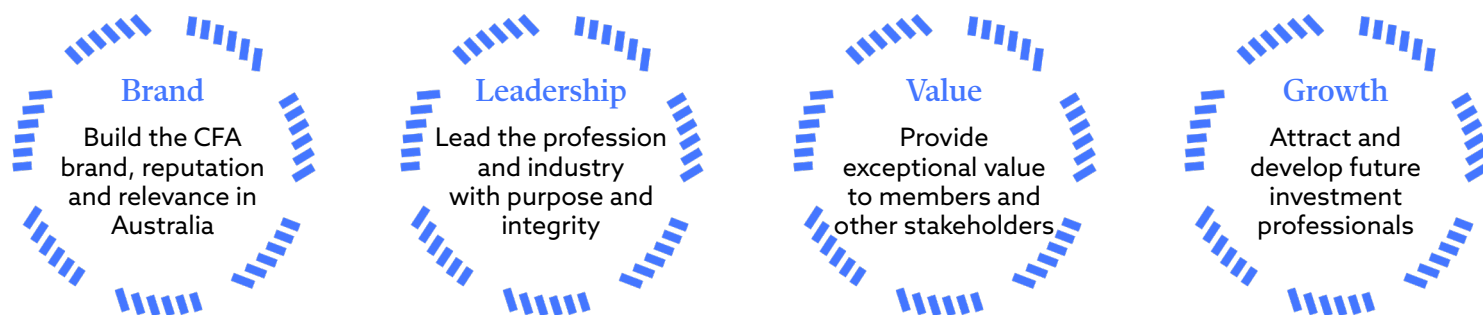 Brand
Build the CFA
brand, reputation
and relevance in
Australia
Leadership
Lead the profession
and industry
with purpose and
integrity
Value
Provide
exceptional value
to members and
other stakeholders
Growth
Attract and
develop future
investment
professionals